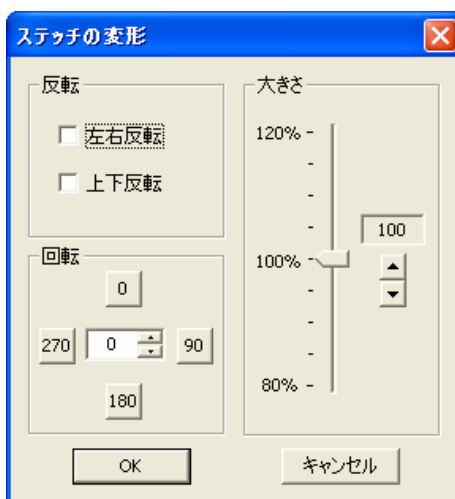 ステッチの変形
反転
左右反転
上下反転
回転
0
270
0
90
180
大きさ
120%
100%
80%
100
OK
キャンセル